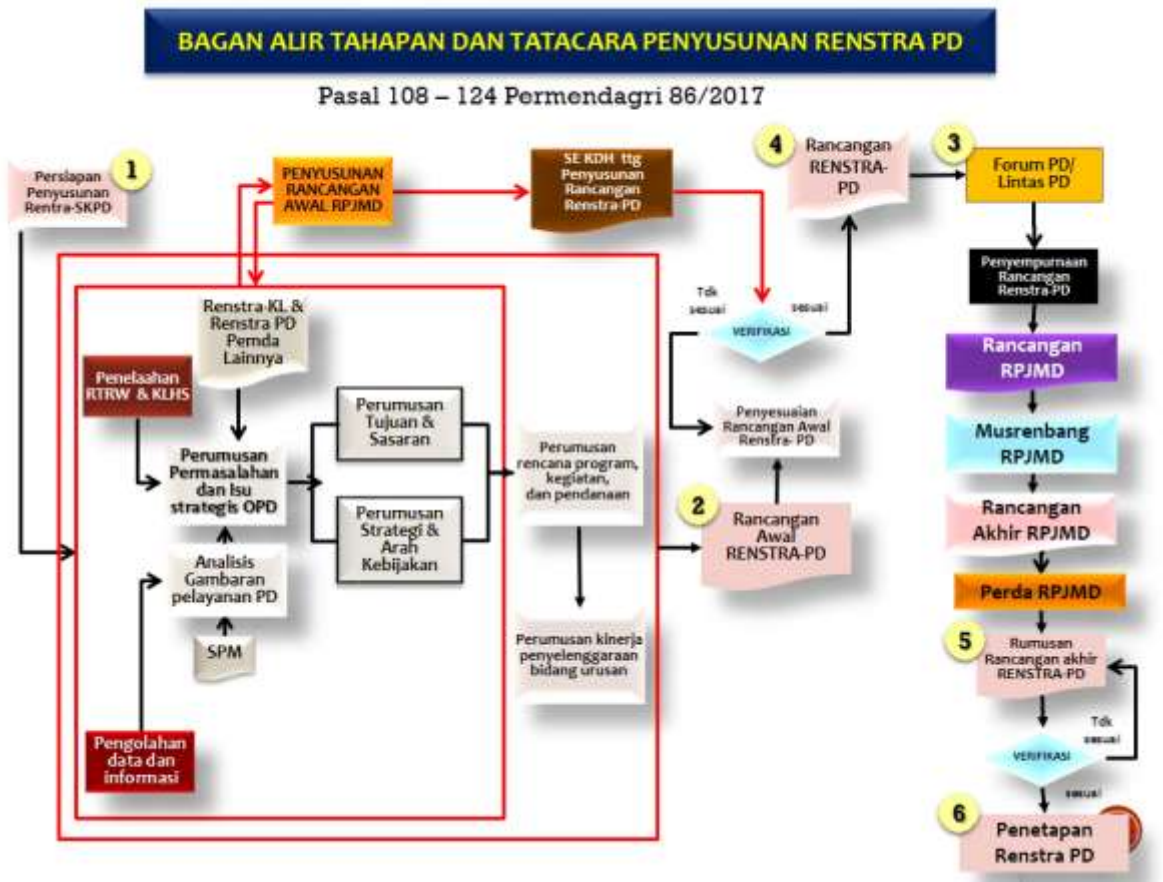 BAGAN ALIR TAHAPAN DAN TATACARA PENYUSUNAN RENSTRA PD
Pasal 108 – 124 Permendagri 86/2017
1
Persiapan
Penyusunan
Rentra-SKPD
PENYUSUNAN
RANCANGAN
AWAL RPJMD
SE KDH ttg
Penyusunan
Rancangan
Renstra-PD
4
Rancangan
RENSTRA-
PD
3
Forum PD/
Lintas PD
Penyempurnaan
Rancangan
Renstra-PD
Renstra-KL &
Renstra PD
Pemda
Lainnya
Penelaahan
RTRW & KLHS
Perumusan
Permasalahan
dan Isu
strategis OPD
Analisis
Gambaran
pelayanan PD
SPM
Pengolahan
data dan
informasi
Perumusan
Tujuan &
Sasaran
Perumusan
Strategi &
Arah
Kebijakan
Perumusan
rencana program,
kegiatan,
dan pendanaan
Perumusan kinerja
penyelenggaraan
bidang urusan
Tdk
sesuai
sesuai
VERIFIKASI
Penyesuaian
Rancangan Awal
Renstra- PD
2
Rancangan
Awal
RENSTRA-PD
Rancangan
RPJMD
Musrenbang
RPJMD
Rancangan
Akhir RPJMD
Perda RPJMD
5
Rumusan
Rancangan akhir
RENSTRA-PD
Tdk
sesuai
VERIFIKASI
sesuai
6
Penetapan
Renstra PD